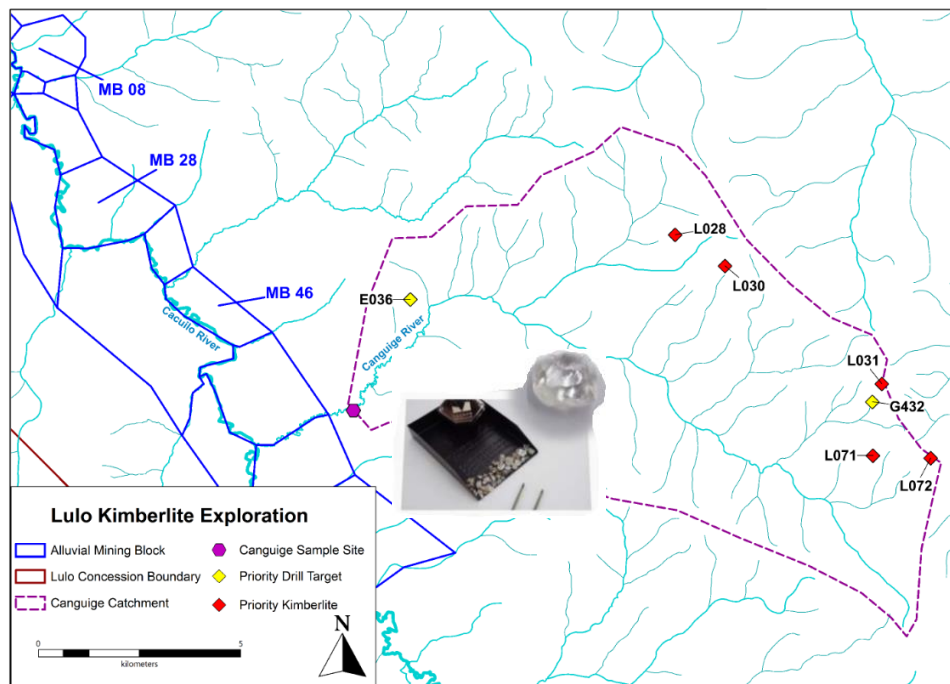 MB 08
MB 28
MB 46
L028
L030
E036
Cacuilo River
Canguige River
L031
G432
L071
L072
Lulo Kimberlite Exploration
Alluvial Mining Block
Canguige Sample Site
Lulo Concession Boundary
Priority Drill Target
Canguige Catchment
Priority Kimberlite
N
0 5
kilometers